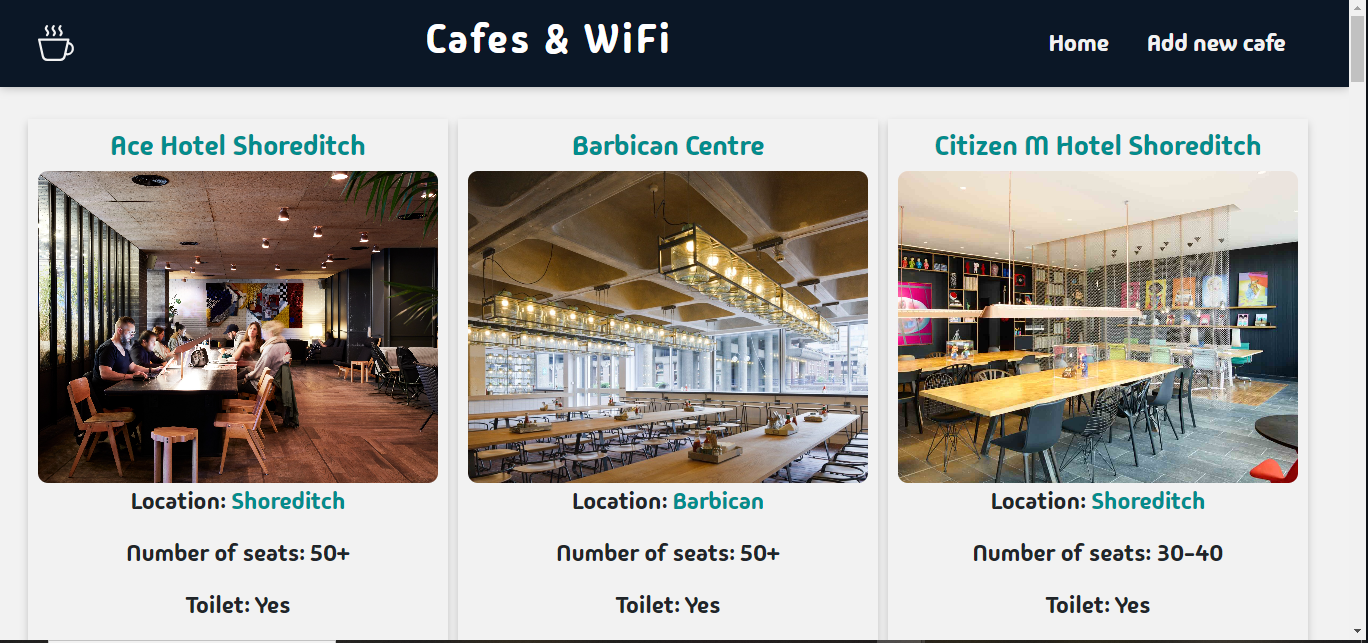 Cafes & WiFi
Home
Add new cafe
Ace Hotel Shoreditch
Barbican Centre
Citizen M Hotel Shoreditch
Location: Shoreditch
Location: Barbican
Location: Shoreditch
Number of seats: 50+
Number of seats: 50+
Number of seats: 30-40
Toilet: Yes
Toilet: Yes
Toilet: Yes